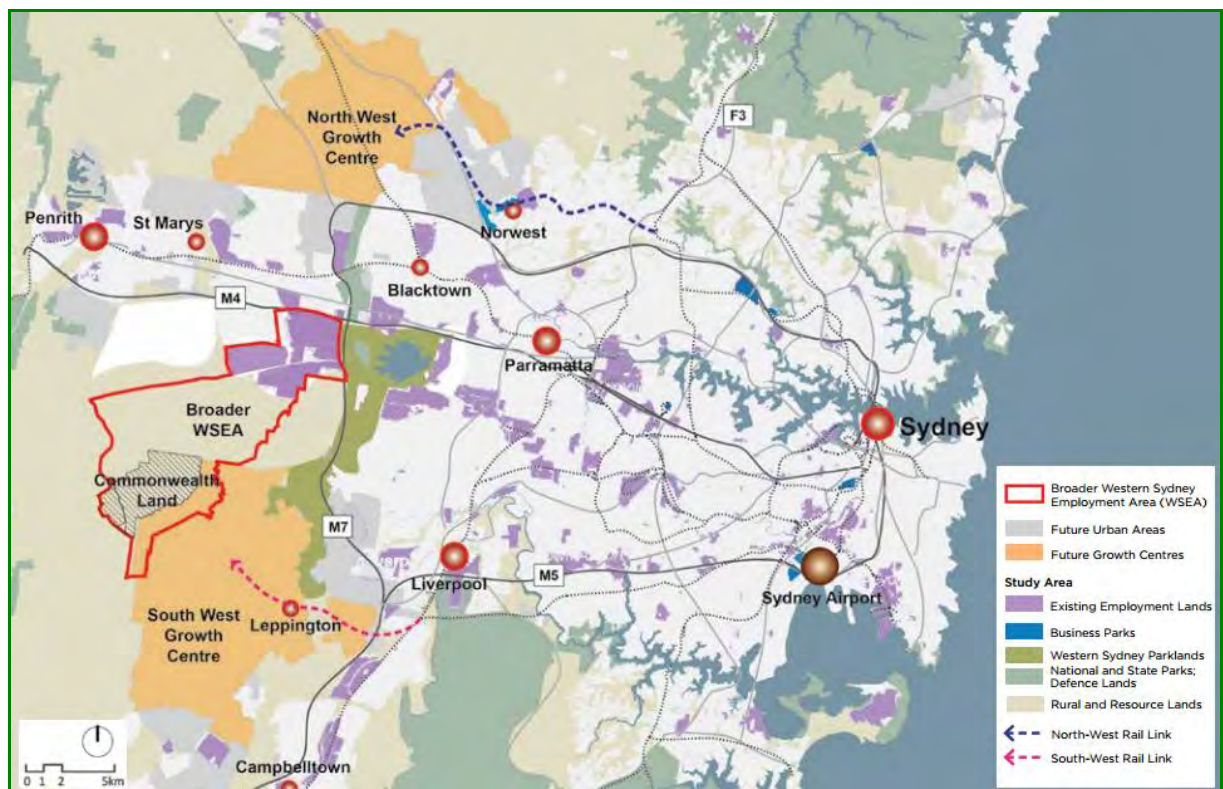 F3
North West
Growth
Centre
Penrith
St Marys
Norwest
Blacktown
M4
Parramatta
Broader
WSEA
Sydney
Commonwealth
Land
M7
Liverpool
M5
Sydney Airport
South West
Growth
Centre
Leppington
Campbelltown
0 1 2 5km
Broader Western Sydney
Employment Area (WSEA)
Future Urban Areas
Future Growth Centres
Study Area
Existing Employment Lands
Business Parks
Western Sydney Parklands
National and State Parks;
Defence Lands
Rural and Resource Lands
North-West Rail Link
South-West Rail Link